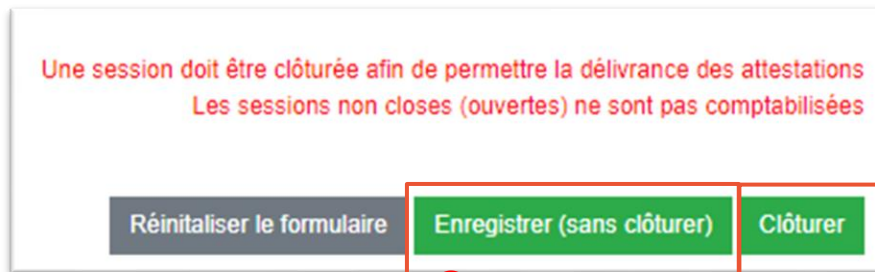 Une session doit être clôturée afin de permettre la délivrance des attestations
Les sessions non closes (ouvertes) ne sont pas comptabilisées
Réinitaliser le formulaire Enregistrer (sans clôturer) Clôturer